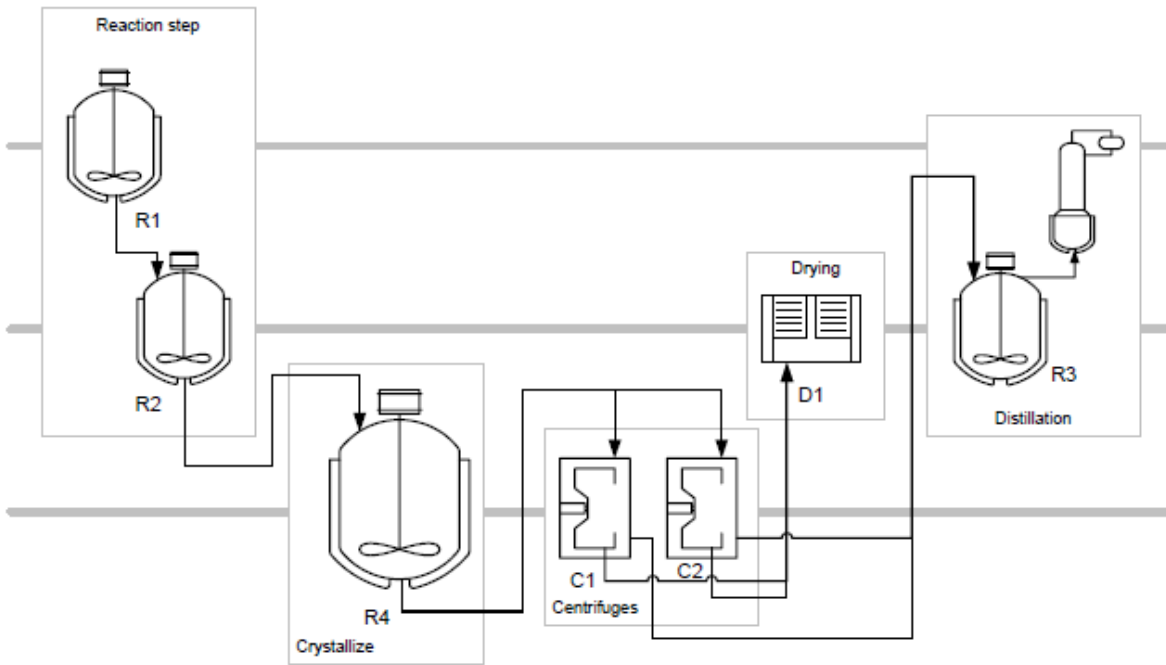 Reaction step
R1
R2
Drying
D1
R3
Distillation
C1
C2
Centrifuges
R4
Crystallize